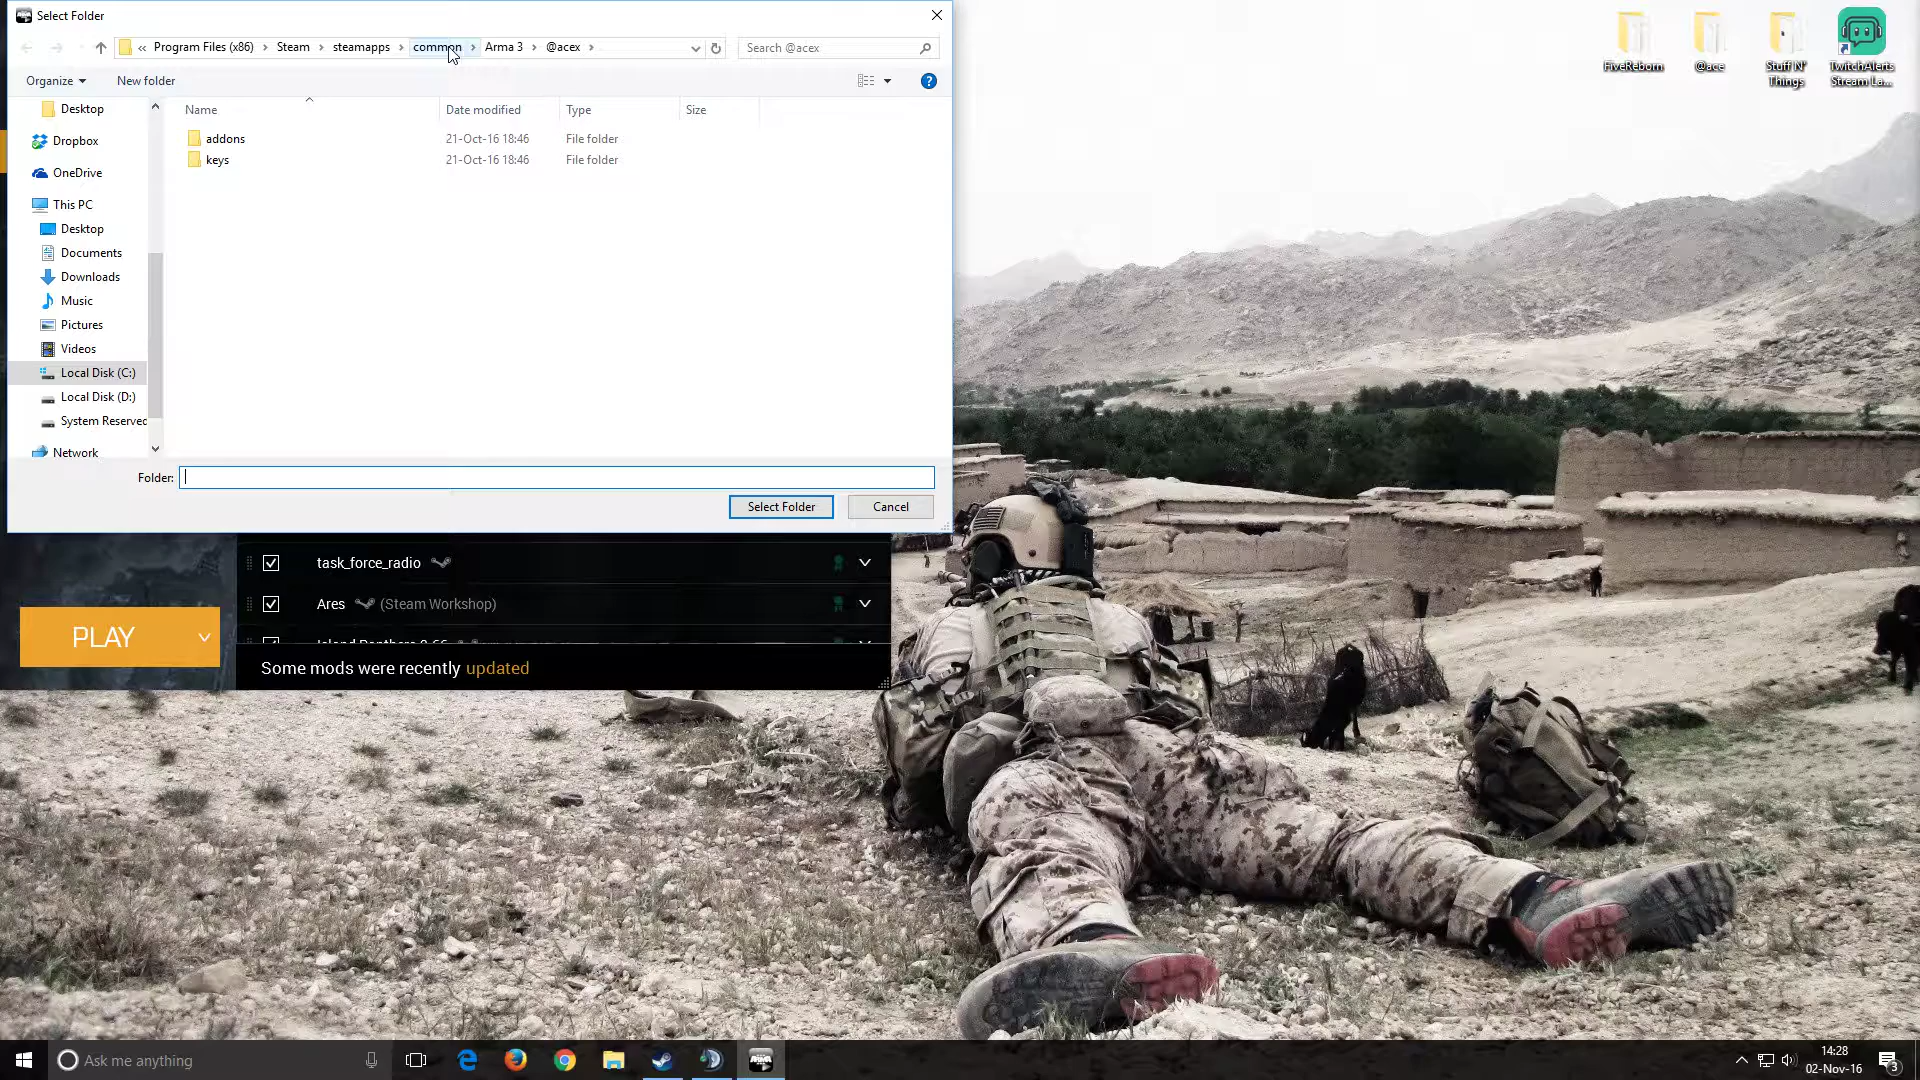 Select Folder
« Program Files (x86) > Steam > steamapps > common > Arma 3 > @acex >
Search @acex
Organize
New folder
Name
Date modified
Type
Size
addons
21-Oct-16 18:46
File folder
keys
21-Oct-16 18:46
File folder
Desktop
Dropbox
OneDrive
This PC
Desktop
Documents
Downloads
Music
Pictures
Videos
Local Disk (C:)
Local Disk (D:)
System Reserved
Network
Folder:
Select Folder
Cancel
task_force_radio
Ares (Steam Workshop)
PLAY
Some mods were recently updated
FiveReborn
@ace
Stuff N'
Things
TwitchAlerts
Stream La...
Ask me anything
14:28
02-Nov-16
3